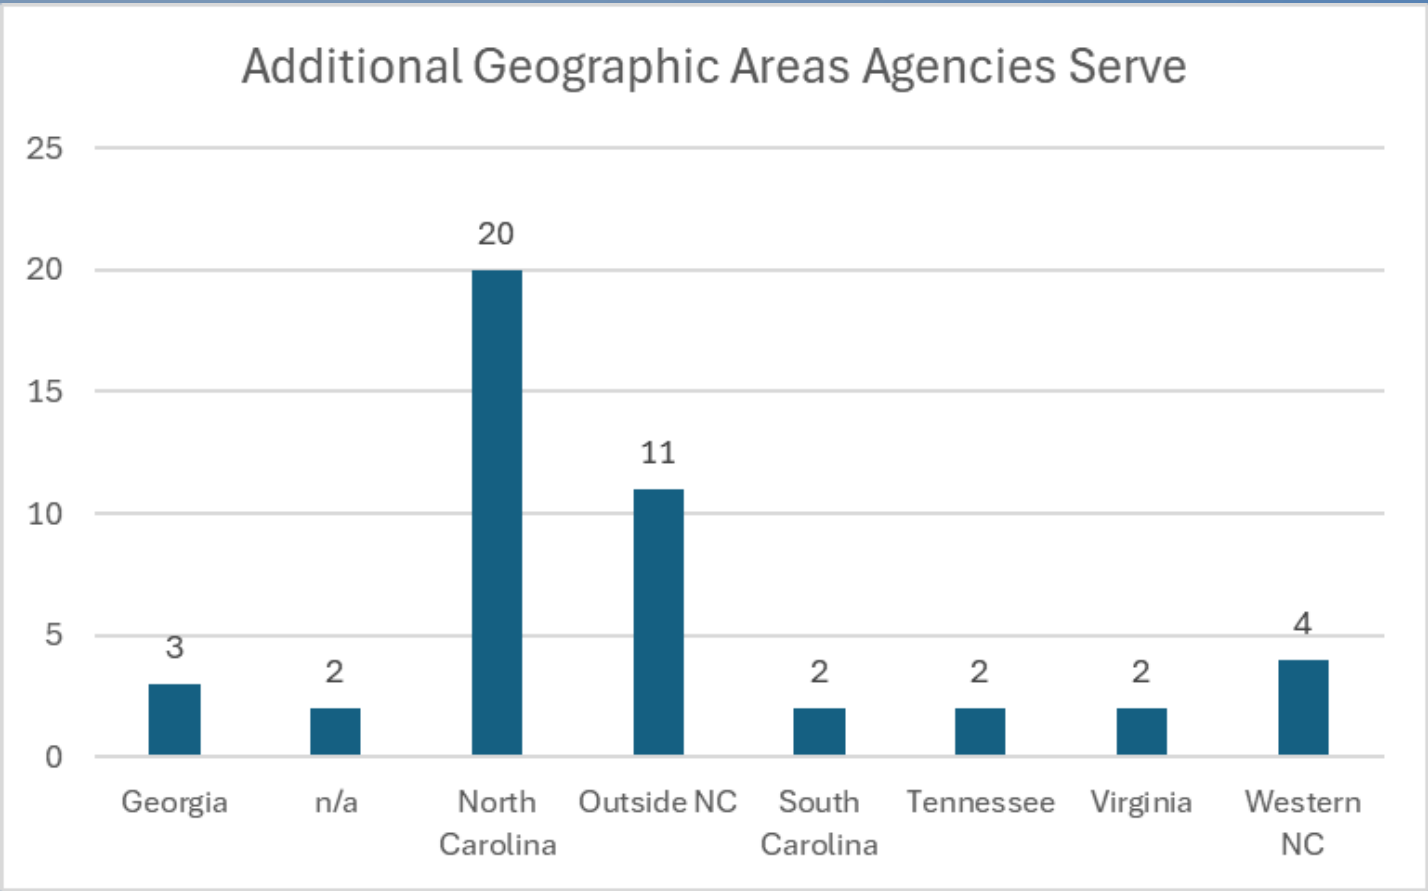 Additional Geographic Areas Agencies Serve
25
20
15
10
5
0
3
2
20
11
2
2
2
4
Georgia
n/a
North
Carolina
Outside NC
South
Carolina
Tennessee
Virginia
Western
NC